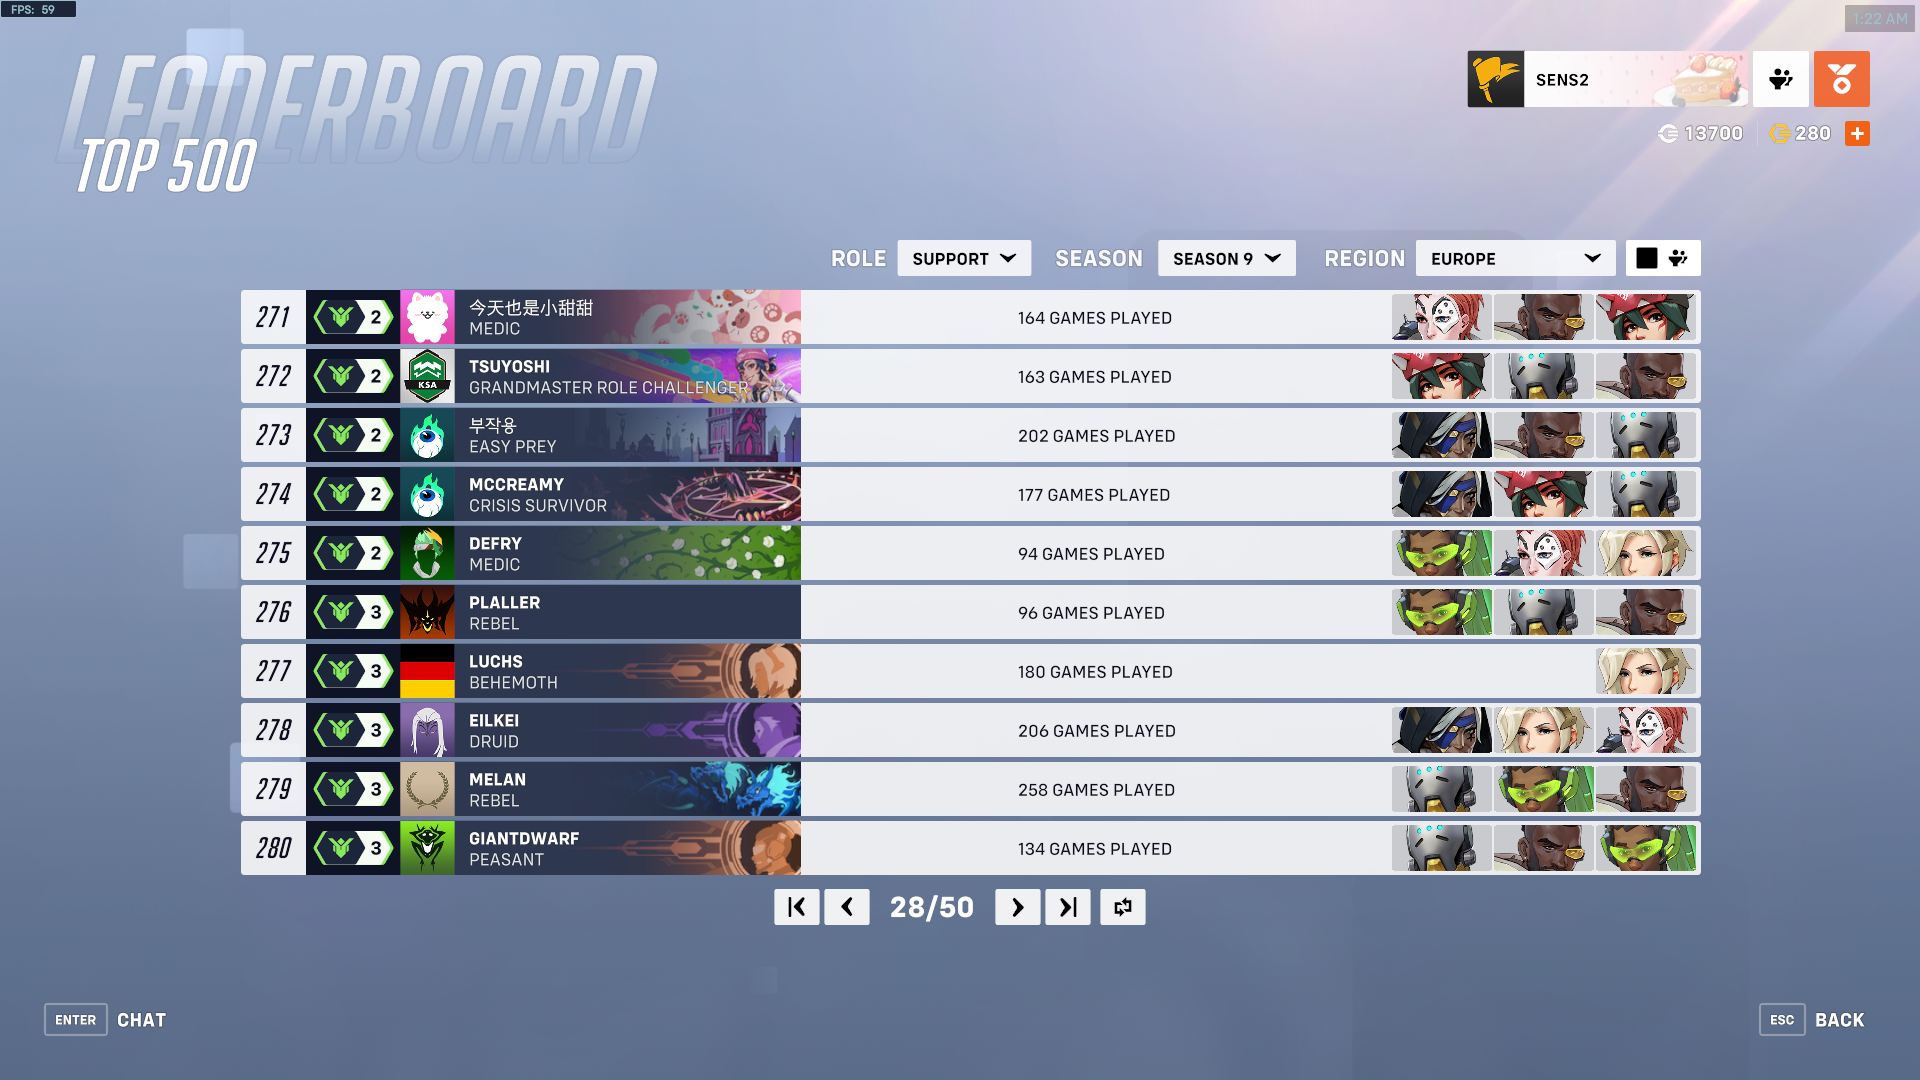 FPS: 59
1:22 AM
LEADERBOARD
TOP 500
SENS2
13700
280
ROLE SUPPORT SEASON SEASON 9 REGION EUROPE
271 2 今天也是小甜甜 164 GAMES PLAYED
MEDIC
272 2 TSUYOSHI 163 GAMES PLAYED
KSA GRANDMASTER ROLE CHALLENGER
273 2 부작용 202 GAMES PLAYED
EASY PREY
274 2 MCCREAMY 177 GAMES PLAYED
CRISIS SURVIVOR
275 2 DEFRY 94 GAMES PLAYED
MEDIC
276 3 PLALLER 96 GAMES PLAYED
REBEL
277 3 LUCHS 180 GAMES PLAYED
BEHEMOTH
278 3 EILKEI 206 GAMES PLAYED
DRUID
279 3 MELAN 258 GAMES PLAYED
REBEL
280 3 GIANTDWARF 134 GAMES PLAYED
PEASANT
28/50
ENTER CHAT
ESC BACK